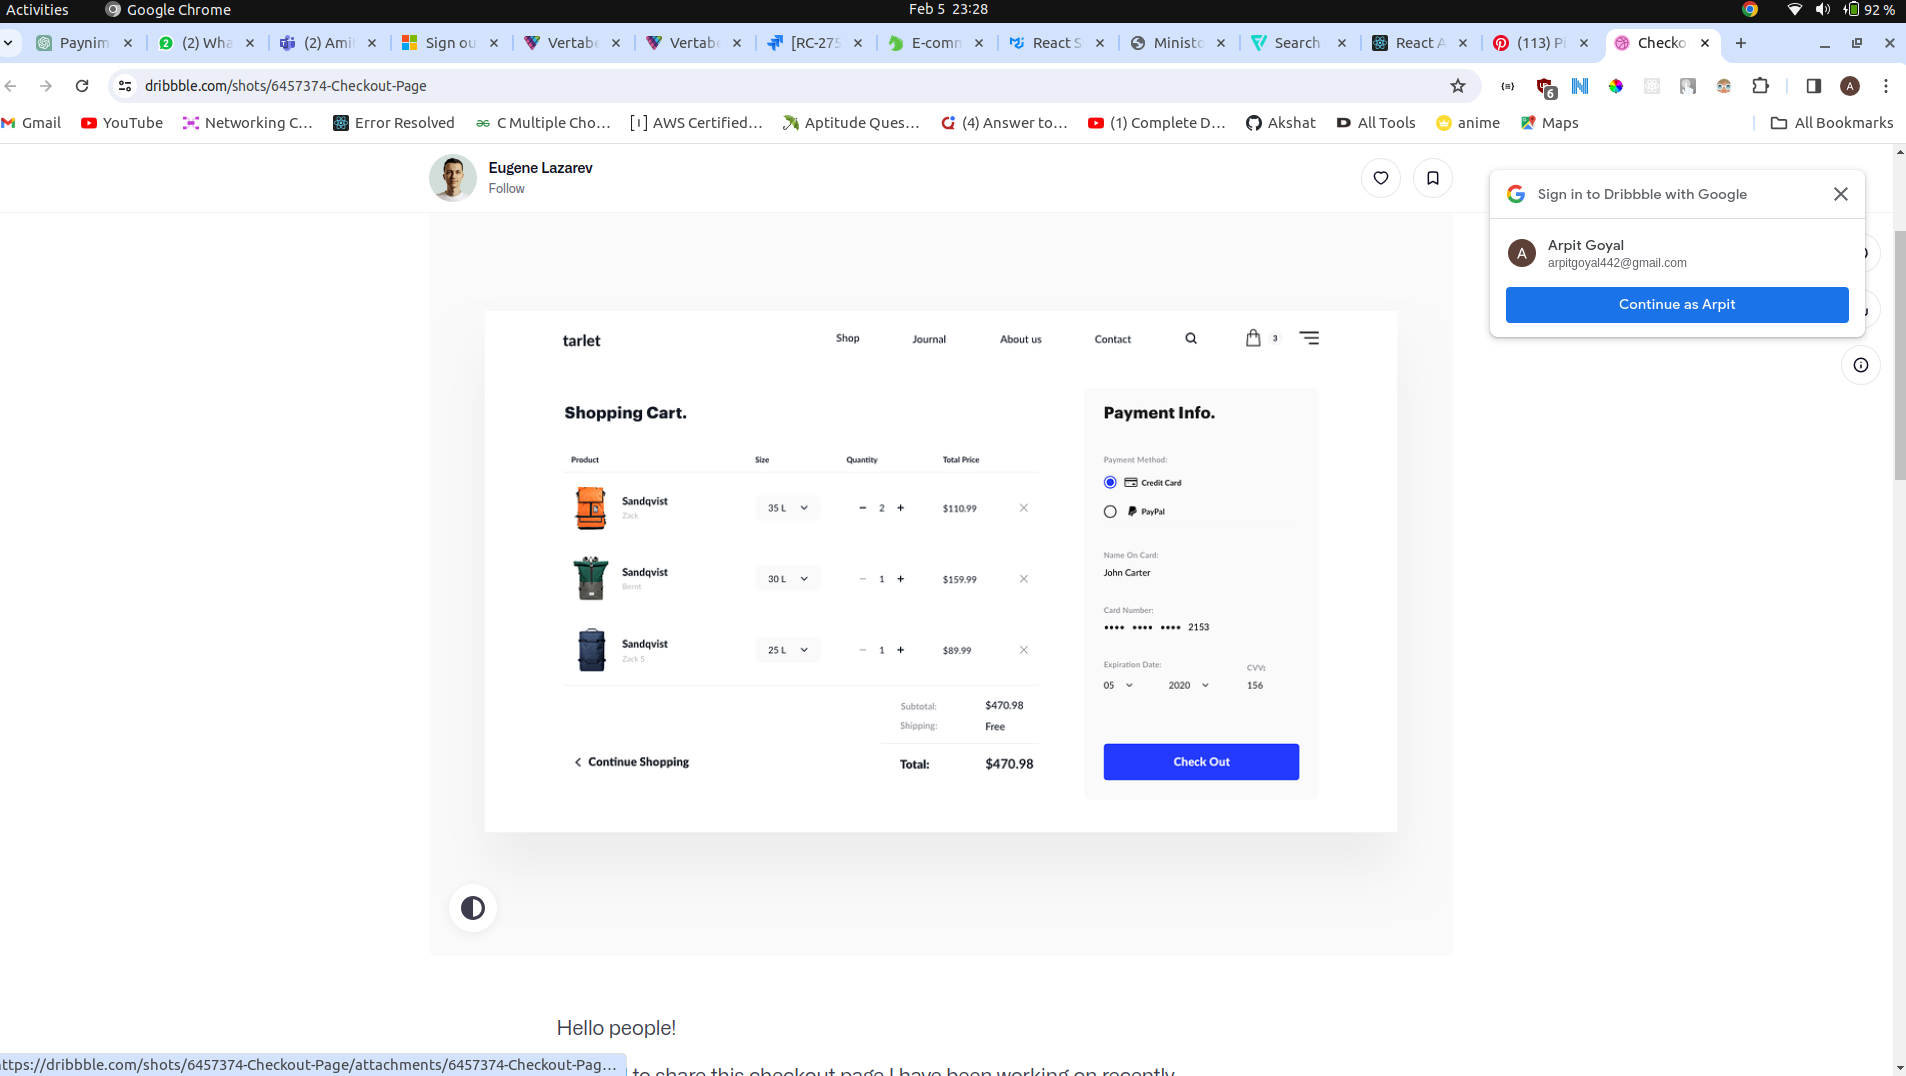 Activities Google Chrome Feb 5 23:28 92 %
Paynim (2) Wha (2) Ami Sign ou Vertabe Vertabe [RC-275 E-comm React S Ministo Search React A (113) Pi Checko
dribbble.com/shots/6457374-Checkout-Page 6 A
Gmail YouTube Networking C... Error Resolved C Multiple Cho... AWS Certified... Aptitude Ques... (4) Answer to... (1) Complete D... Akshat All Tools anime Maps All Bookmarks
Eugene Lazarev
Follow
Sign in to Dribbble with Google
A Arpit Goyal
arpitgoyal442@gmail.com
Continue as Arpit
tarlet Shop Journal About us Contact 3
Shopping Cart.
Product Size Quantity Total Price
Sandqvist
Zack
35 L 2 $110.99
Sandqvist
Bernt
30 L 1 $159.99
Sandqvist
Zack S
25 L 1 $89.99
Subtotal: $470.98
Shipping: Free
Continue Shopping
Total: $470.98
Payment Info.
Payment Method:
Credit Card
PayPal
Name On Card:
John Carter
Card Number:
•••• •••• •••• 2153
Expiration Date: CVV:
05 2020 156
Check Out
Hello people!
to share this checkout page I have been working on recently
ttps://dribbble.com/shots/6457374-Checkout-Page/attachments/6457374-Checkout-Pag...